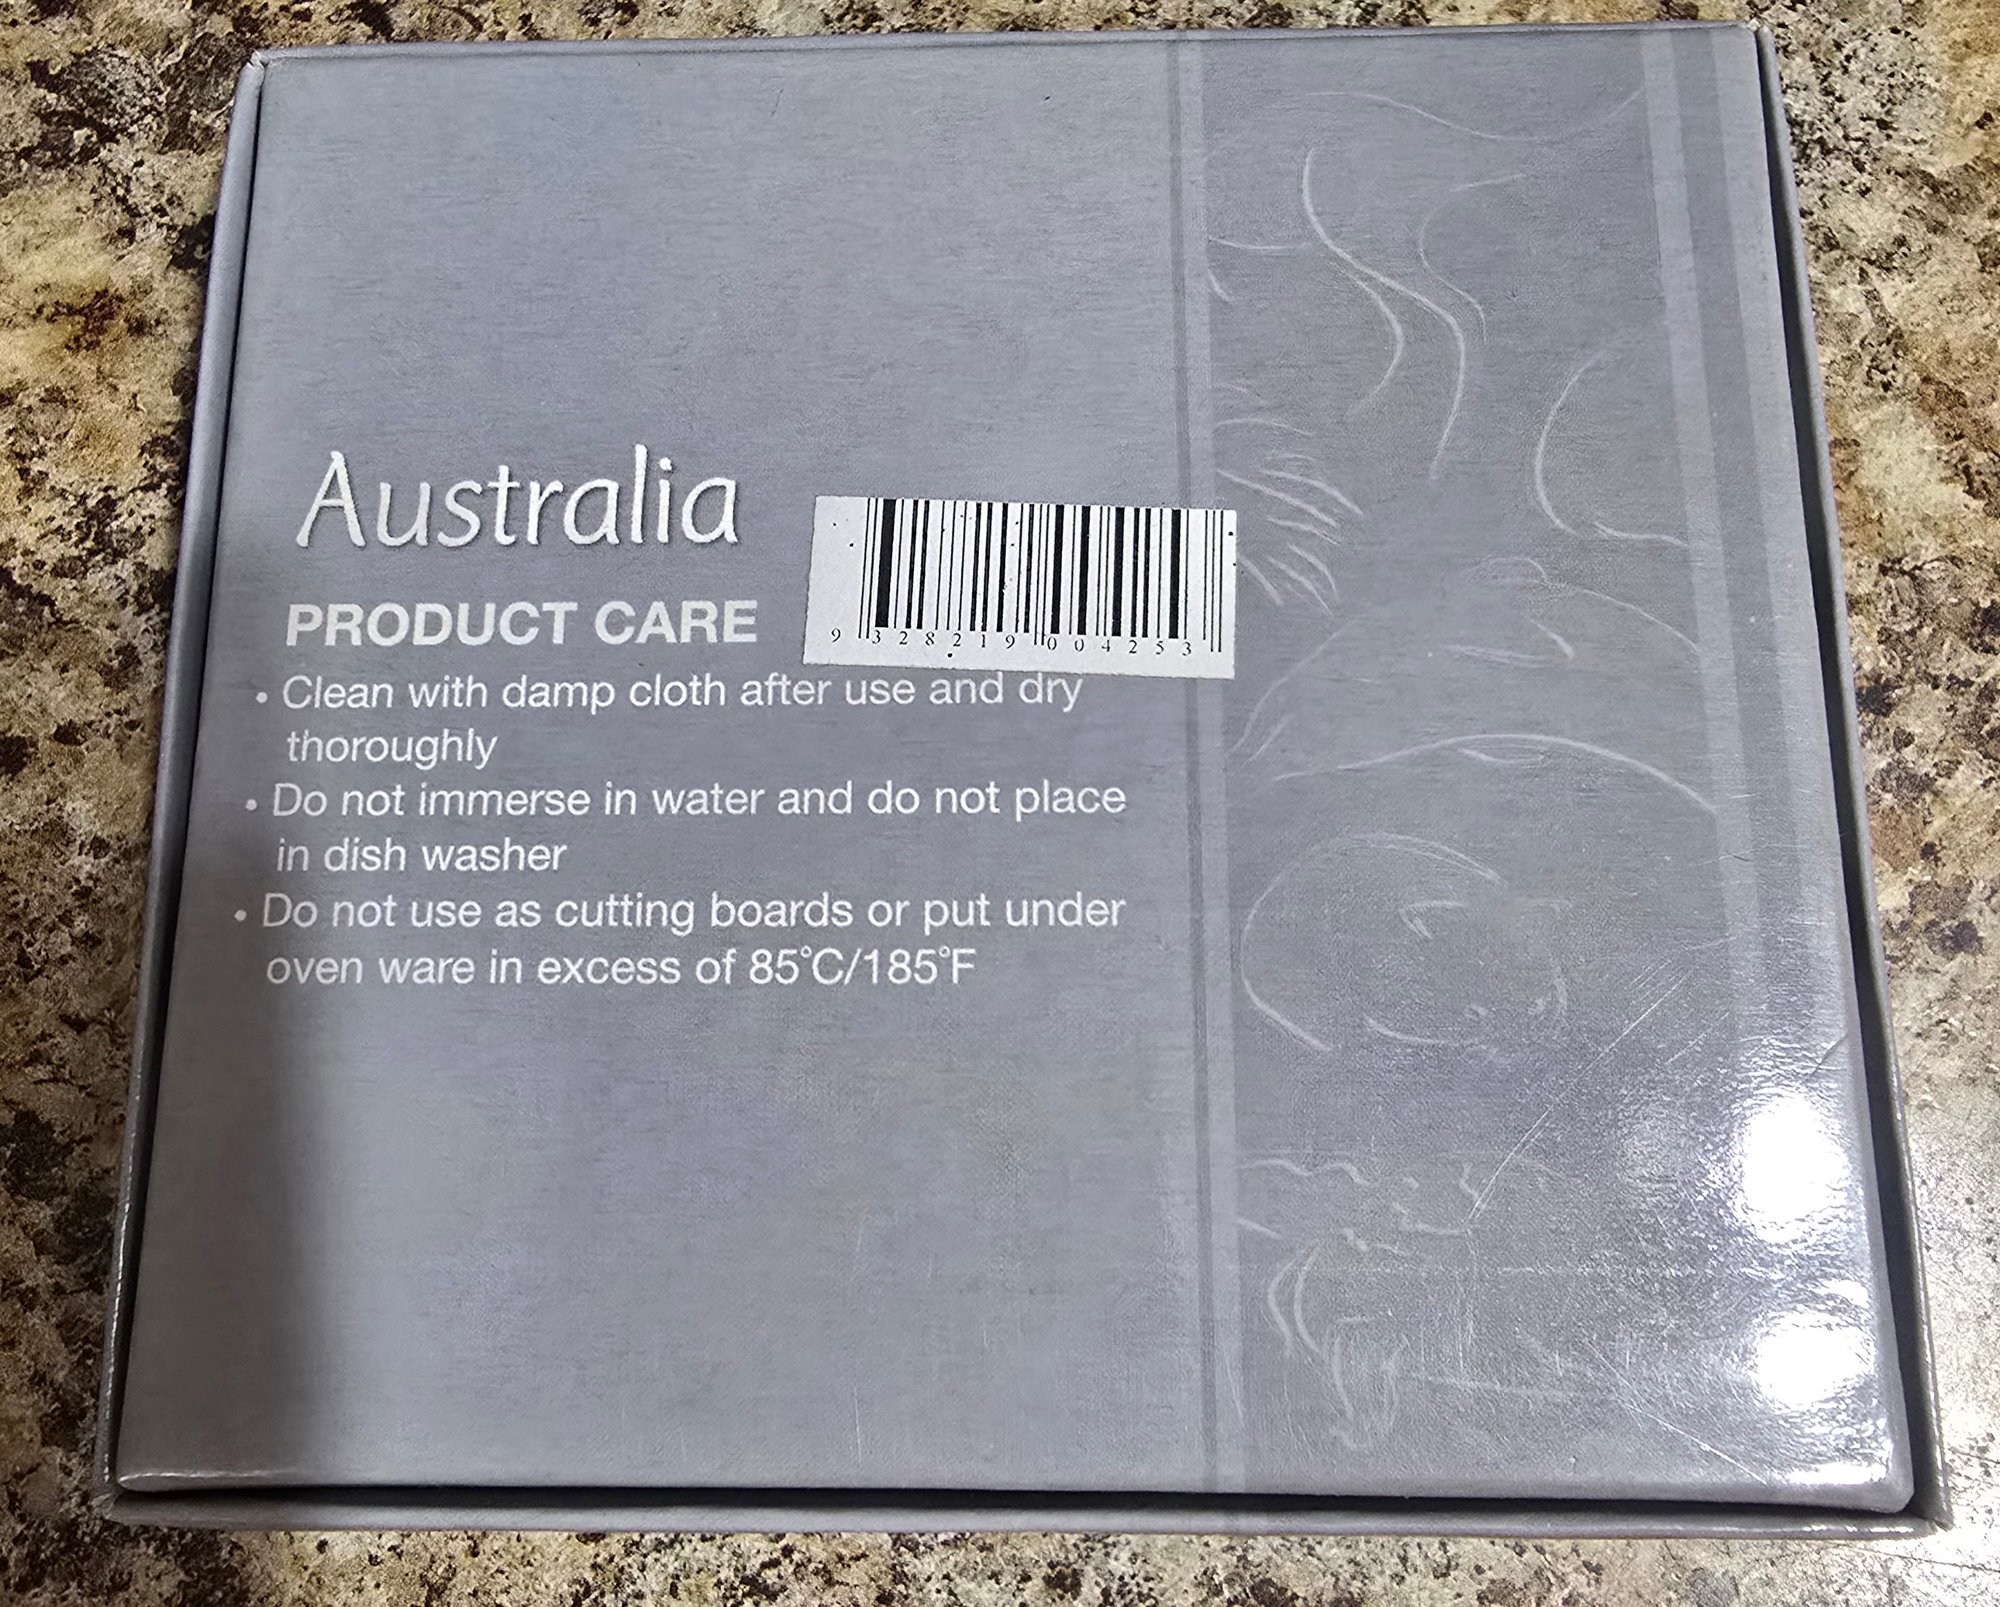 Australia
9 328219 004253
PRODUCT CARE
• Clean with damp cloth after use and dry
thoroughly
• Do not immerse in water and do not place
in dish washer
• Do not use as cutting boards or put under
oven ware in excess of 85°C/185°F